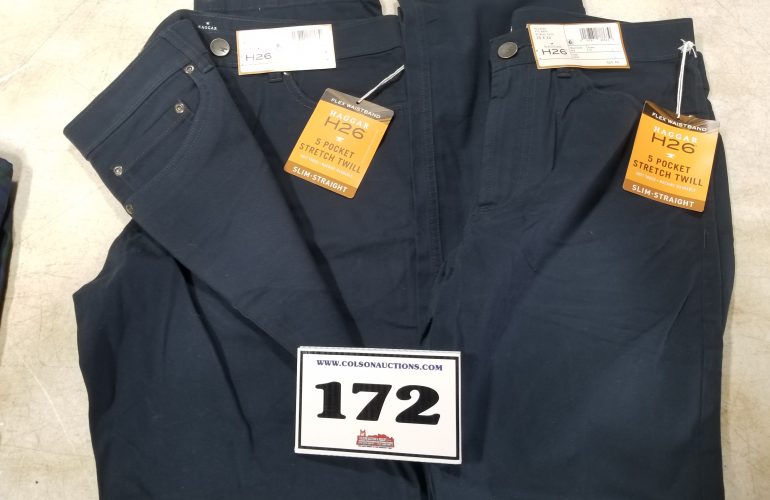 HAGGAR
H26
FLEX WAISTBAND
HAGGAR
H26
5 POCKET
STRETCH TWILL
SLIM-STRAIGHT
H26
FLEX WAISTBAND
HAGGAR
H26
5 POCKET
STRETCH TWILL
SLIM-STRAIGHT
WWW.COLSONAUCTIONS.COM
172